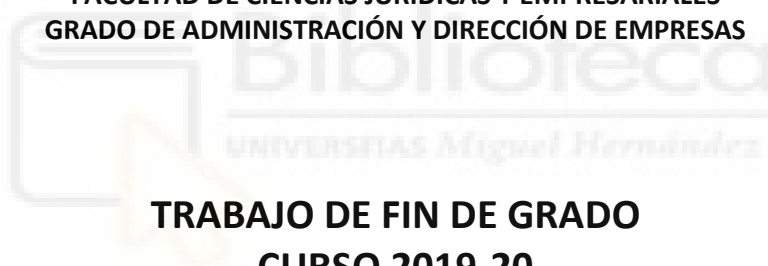 FACULTAD DE CIENCIAS JURÍDICAS Y EMPRESARIALES
GRADO DE ADMINISTRACIÓN Y DIRECCIÓN DE EMPRESAS
Biblioteca
UNIVERSITAS Miguel Hernández
TRABAJO DE FIN DE GRADO
CURSO 2019-20